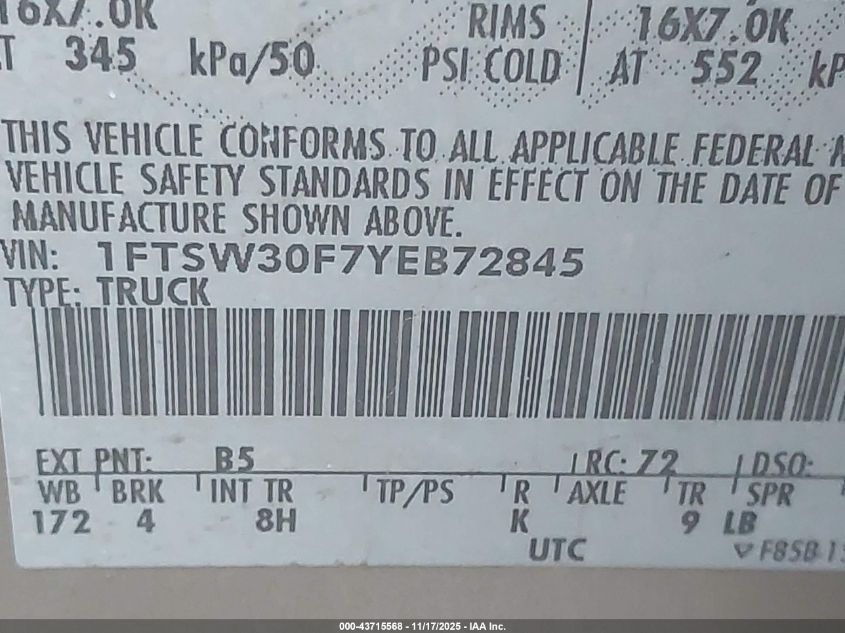 16X7.0K RIMS 16X7.0K
345 kPa/50 PSI COLD AT 552
THIS VEHICLE CONFORMS TO ALL APPLICABLE FEDERAL
VEHICLE SAFETY STANDARDS IN EFFECT ON THE DATE OF
MANUFACTURE SHOWN ABOVE.
VIN: 1FTSW30F7YEB72845
TYPE: TRUCK
EXT PNT: B5 RC: 72 DSO:
WB BRK INT TR TP/PS R AXLE TR SPR
172 4 8H K 9 LB
UTC F85B
000-43715568 - 11/17/2025 - IAA Inc.